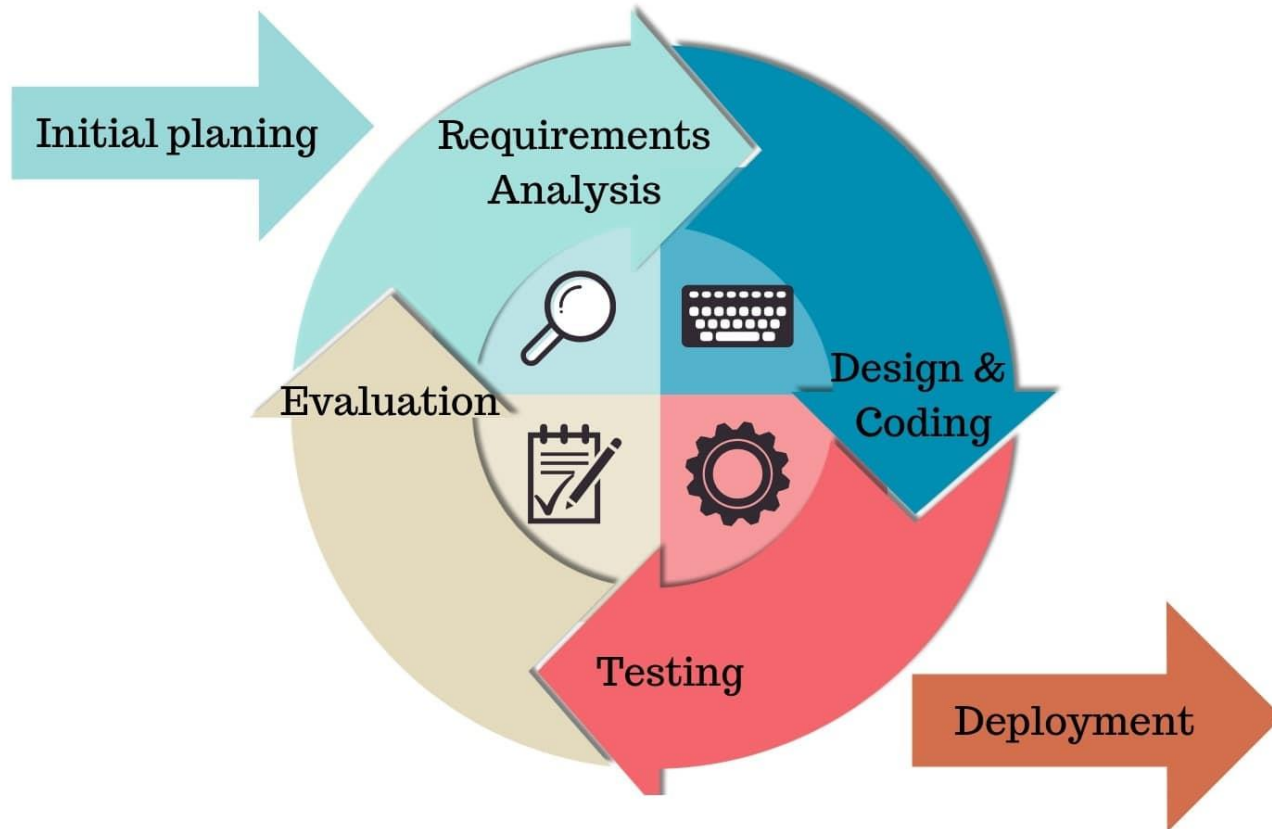 Initial planing
Requirements
Analysis
Design &
Coding
Testing
Evaluation
Deployment